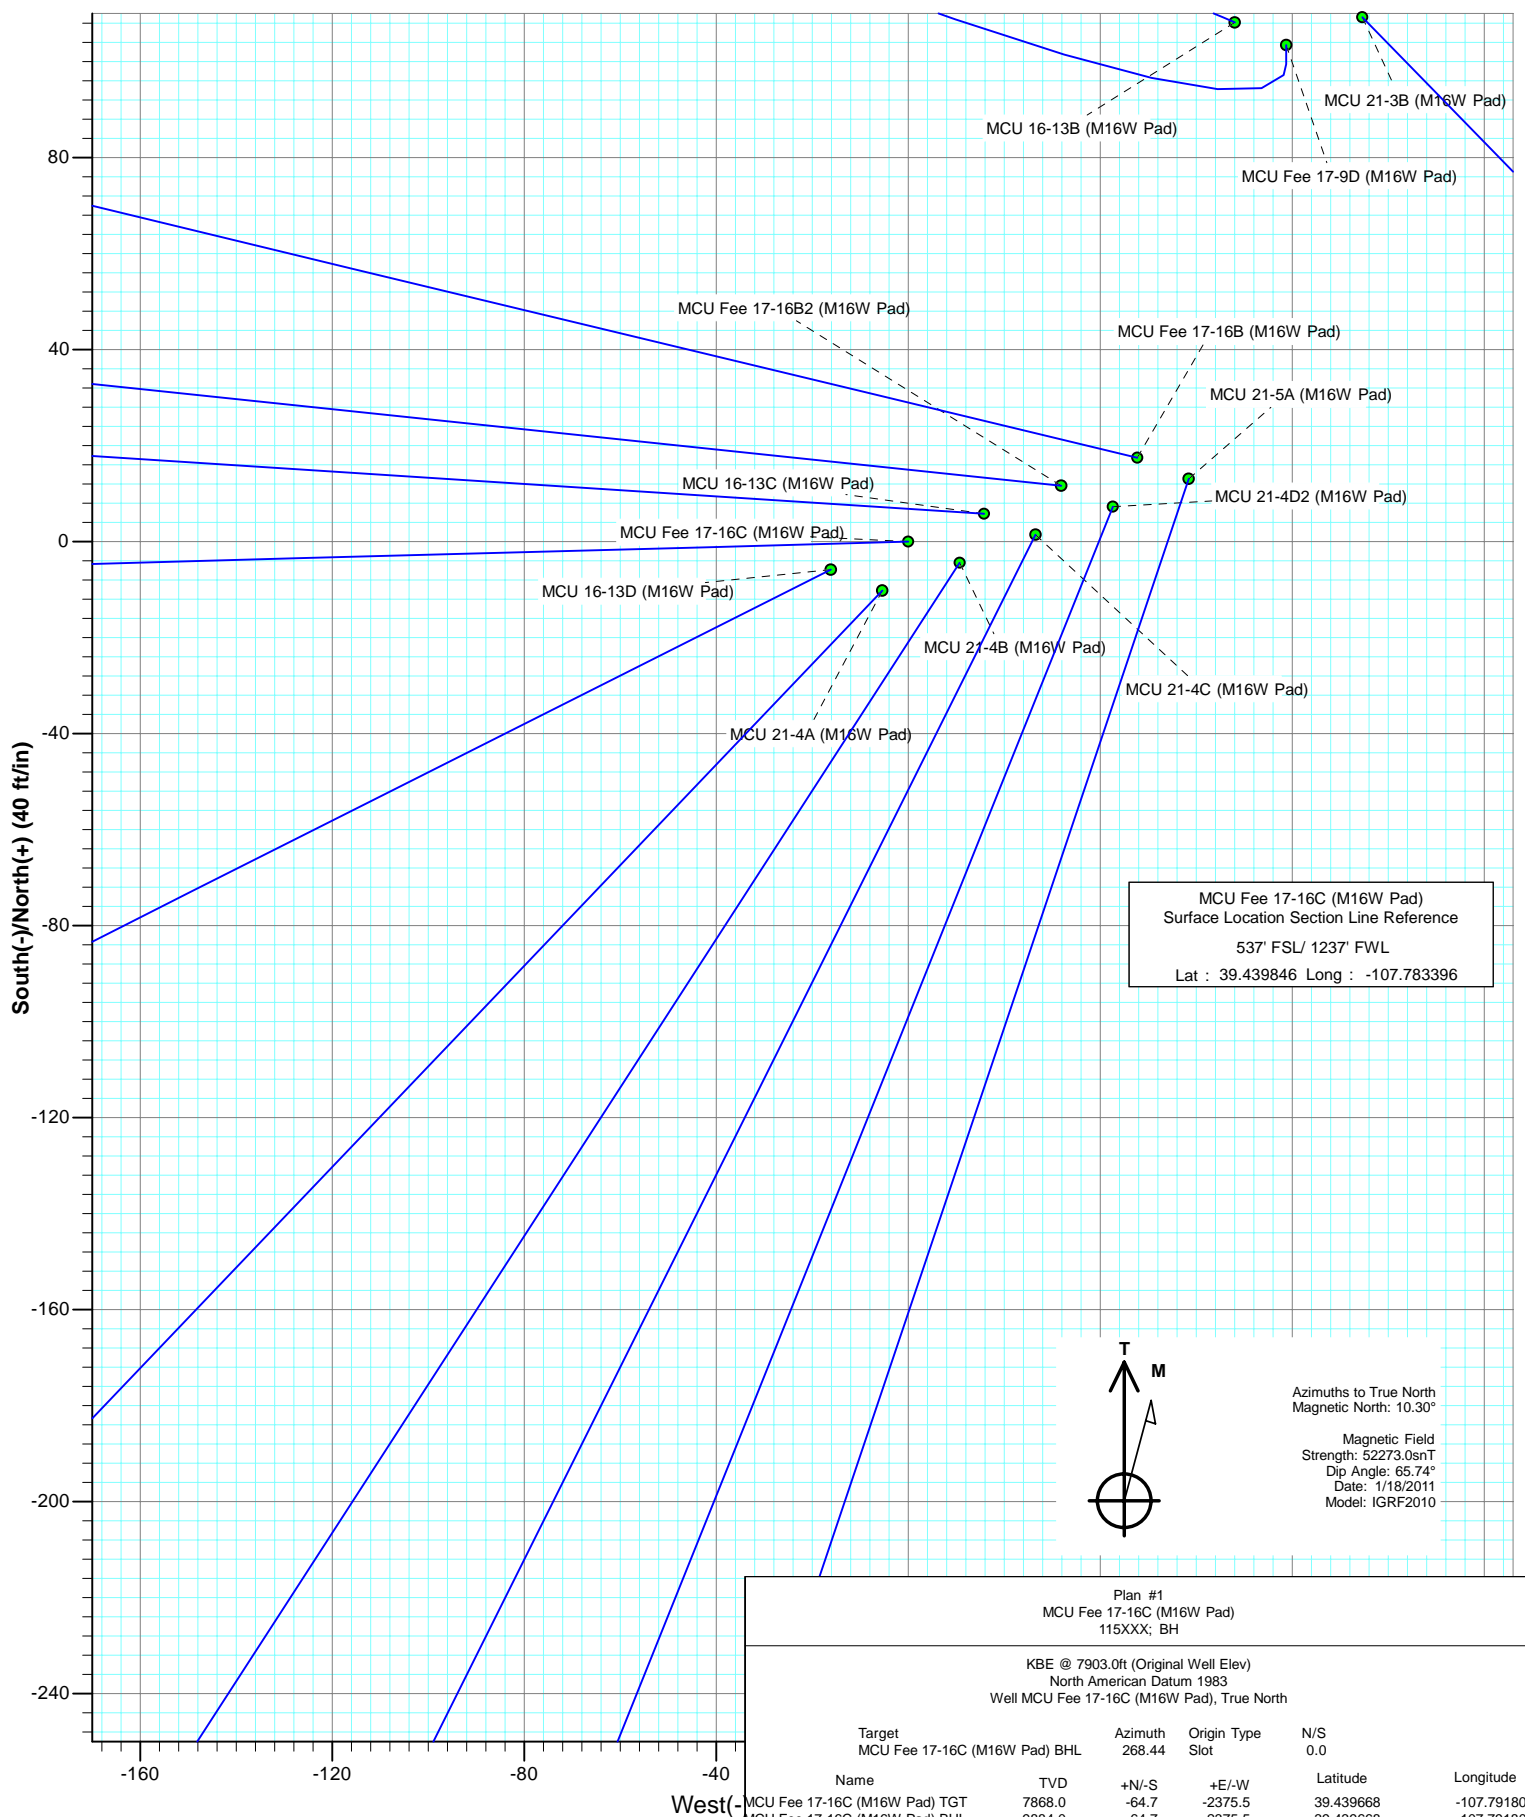 MCU 21-3B (M16W Pad)
MCU 16-13B (M16W Pad)
MCU Fee 17-9D (M16W Pad)
80
MCU Fee 17-16B2 (M16W Pad)
MCU Fee 17-16B (M16W Pad)
40
MCU 21-5A (M16W Pad)
MCU 16-13C (M16W Pad)
MCU 21-4D2 (M16W Pad)
MCU Fee 17-16C (M16W Pad)
0
MCU 16-13D (M16W Pad)
MCU 21-4B (M16W Pad)
MCU 21-4C (M16W Pad)
MCU 21-4A (M16W Pad)
-40
South(-)/North(+) (40 ft/in)
-80
MCU Fee 17-16C (M16W Pad)
Surface Location Section Line Reference
537' FSL/ 1237' FWL
Lat : 39.439846 Long : -107.783396
-120
-160
T
M
Azimuths to True North
Magnetic North: 10.30°
Magnetic Field
Strength: 52273.0snT
Dip Angle: 65.74°
Date: 1/18/2011
Model: IGRF2010
-200
Plan #1
MCU Fee 17-16C (M16W Pad)
115XXX; BH
KBE @ 7903.0ft (Original Well Elev)
North American Datum 1983
Well MCU Fee 17-16C (M16W Pad), True North
-240
Target Azimuth Origin Type N/S
MCU Fee 17-16C (M16W Pad) BHL 268.44 Slot 0.0
-160 -120 -80 -40
Name TVD +N/-S +E/-W Latitude Longitude
West(-)
MCU Fee 17-16C (M16W Pad) TGT 7868.0 -64.7 -2375.5 39.439668 -107.79180